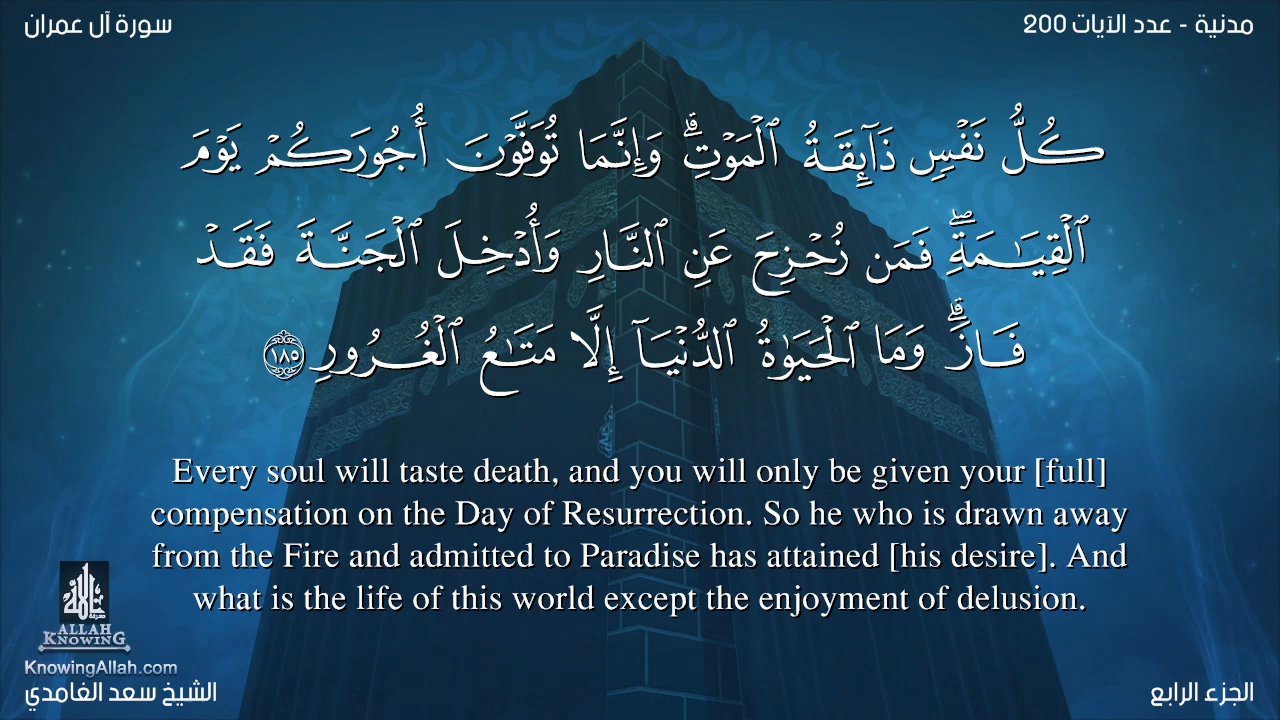 مدنية - عدد الآيات 200
سورة آل عمران
كُلُّ نَفْسٍ ذَآئِقَةُ ٱلْمَوْتِ ۗ وَإِنَّمَا تُوَفَّوْنَ أُجُورَكُمْ يَوْمَ
ٱلْقِيَـٰمَةِ ۖ فَمَن زُحْزِحَ عَنِ ٱلنَّارِ وَأُدْخِلَ ٱلْجَنَّةَ فَقَدْ
فَازَ ۗ وَمَا ٱلْحَيَوٰةُ ٱلدُّنْيَآ إِلَّا مَتَـٰعُ ٱلْغُرُورِ ١٨٥
Every soul will taste death, and you will only be given your [full]
compensation on the Day of Resurrection. So he who is drawn away
from the Fire and admitted to Paradise has attained [his desire]. And
what is the life of this world except the enjoyment of delusion.
ALLAH
KNOWING
KnowingAllah.com
الشيخ سعد الغامدي
الجزء الرابع